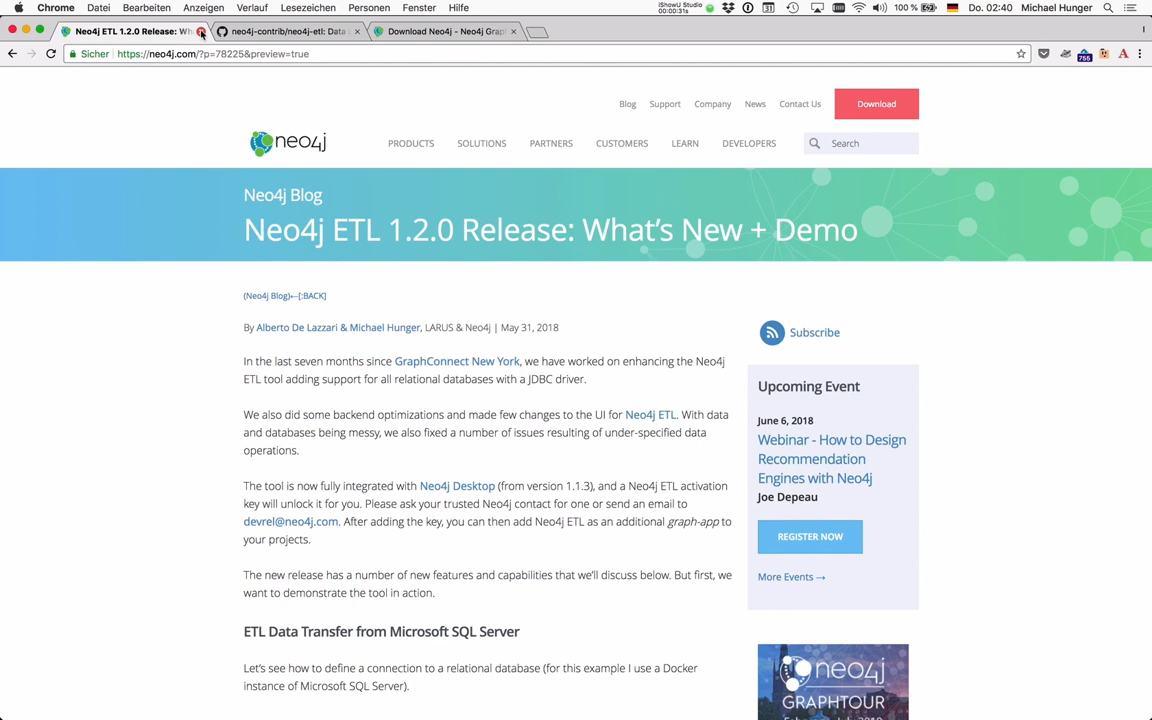 Chrome Datei Bearbeiten Anzeigen Verlauf Lesezeichen Personen Fenster Hilfe iShowU Studio 00:00:31s 31 100 % Do. 02:40 Michael Hunger
Neo4j ETL 1.2.0 Release: Wh neo4j-contrib/neo4j-etl: Data Download Neo4j - Neo4j Grap
Sicher https://neo4j.com/?p=78225&preview=true 755 A
Blog Support Company News Contact Us Download
neo4j PRODUCTS SOLUTIONS PARTNERS CUSTOMERS LEARN DEVELOPERS Search
Neo4j Blog
Neo4j ETL 1.2.0 Release: What's New + Demo
(Neo4j Blog)←[:BACK]
By Alberto De Lazzari & Michael Hunger, LARUS & Neo4j | May 31, 2018
In the last seven months since GraphConnect New York, we have worked on enhancing the Neo4j
ETL tool adding support for all relational databases with a JDBC driver.
We also did some backend optimizations and made few changes to the UI for Neo4j ETL. With data
and databases being messy, we also fixed a number of issues resulting of under-specified data
operations.
The tool is now fully integrated with Neo4j Desktop (from version 1.1.3), and a Neo4j ETL activation
key will unlock it for you. Please ask your trusted Neo4j contact for one or send an email to
devrel@neo4j.com. After adding the key, you can then add Neo4j ETL as an additional graph-app to
your projects.
The new release has a number of new features and capabilities that we'll discuss below. But first, we
want to demonstrate the tool in action.
ETL Data Transfer from Microsoft SQL Server
Let's see how to define a connection to a relational database (for this example I use a Docker
instance of Microsoft SQL Server).
Subscribe
Upcoming Event
June 6, 2018
Webinar - How to Design
Recommendation
Engines with Neo4j
Joe Depeau
REGISTER NOW
More Events →
neo4j
GRAPHTOUR